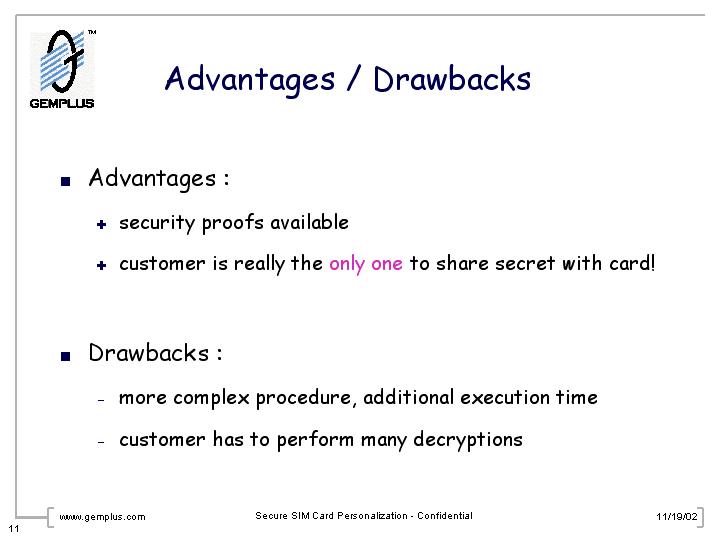 TM
GEMPLUS
Advantages / Drawbacks
Advantages :
+ security proofs available
+ customer is really the only one to share secret with card!
Drawbacks :
– more complex procedure, additional execution time
– customer has to perform many decryptions
www.gemplus.com
Secure SIM Card Personalization - Confidential
11/19/02
11